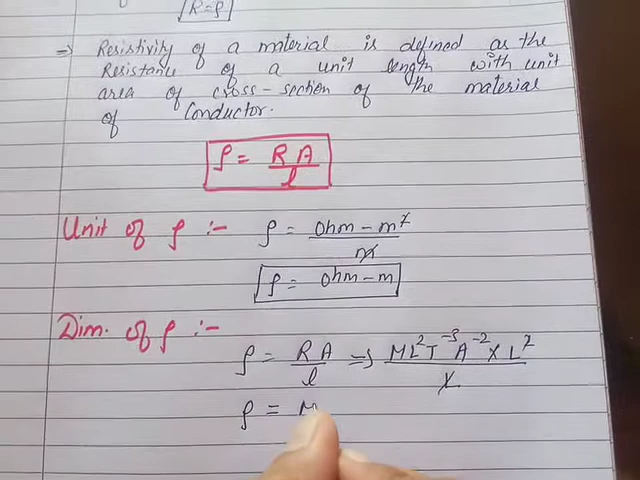 R = ρ
⇒ Resistivity of a material is defined as the
Resistance of a unit length with unit
area of cross-section of the material
of Conductor.
ρ = RA/l
Unit of ρ :- ρ = Ohm-m²/m
ρ = Ohm-m
Dim. of ρ :-
ρ = RA/l ⇒ ML²T⁻³A⁻² X L²/L
ρ = M